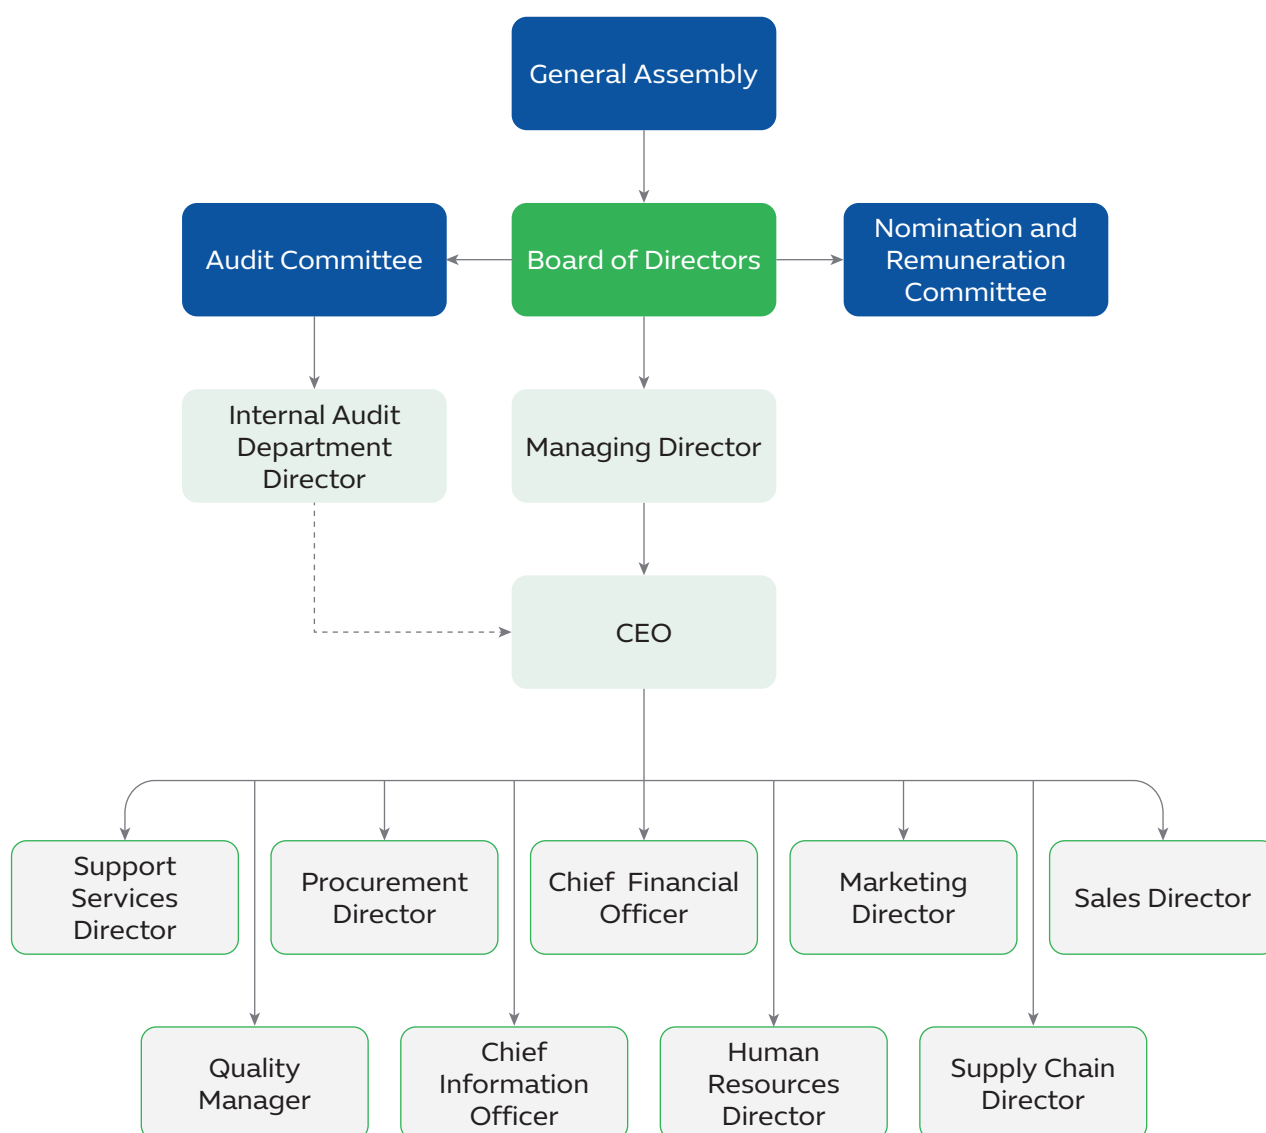 General Assembly
Audit Committee
Board of Directors
Nomination and
Remuneration
Committee
Internal Audit
Department
Director
Managing Director
CEO
Support
Services
Director
Procurement
Director
Chief Financial
Officer
Marketing
Director
Sales Director
Quality
Manager
Chief
Information
Officer
Human
Resources
Director
Supply Chain
Director